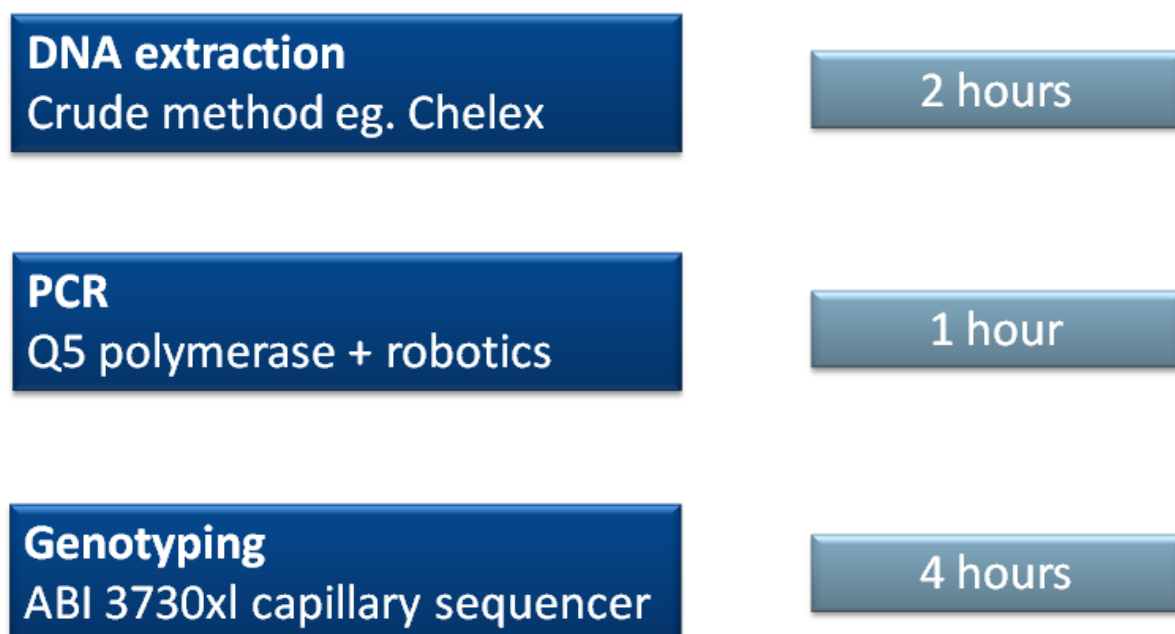 DNA extraction
Crude method eg. Chelex
2 hours
PCR
Q5 polymerase + robotics
1 hour
Genotyping
ABI 3730xl capillary sequencer
4 hours